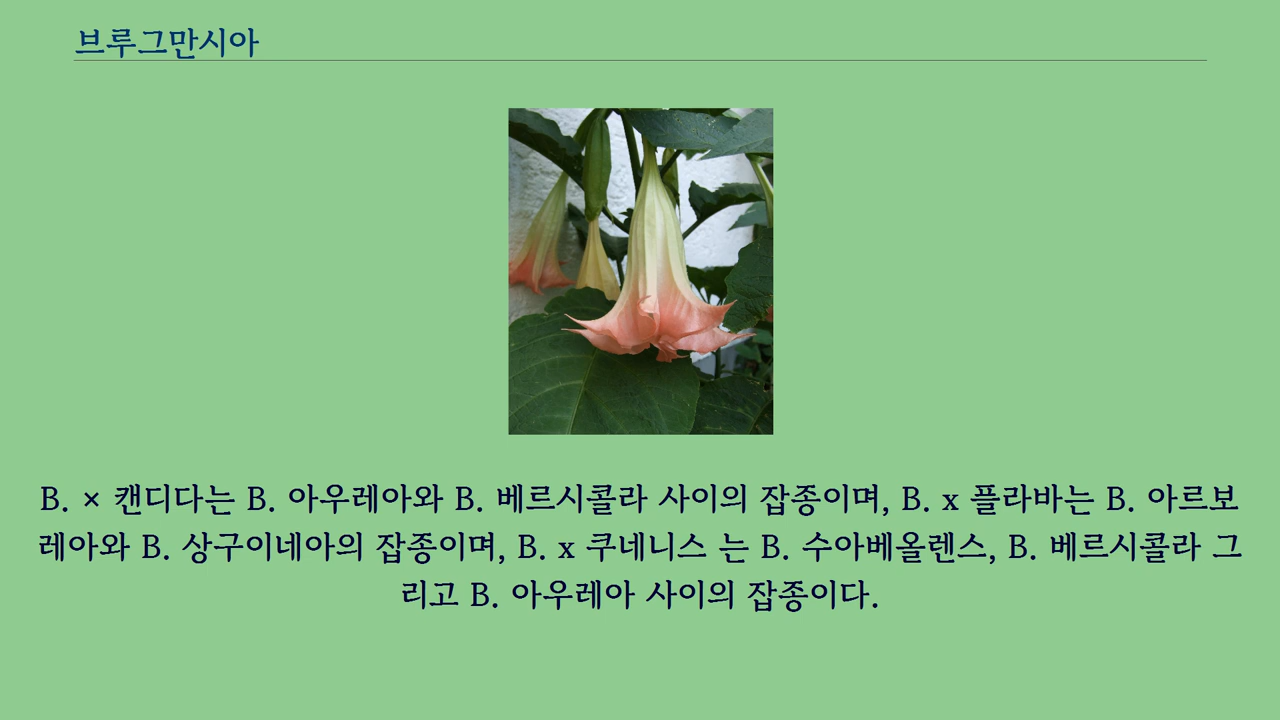 브루그만시아
B. × 캔디다는 B. 아우레아와 B. 베르시콜라 사이의 잡종이며, B. x 플라바는 B. 아르보
레아와 B. 상구이네아의 잡종이며, B. x 쿠네니스 는 B. 수아베올렌스, B. 베르시콜라 그
리고 B. 아우레아 사이의 잡종이다.